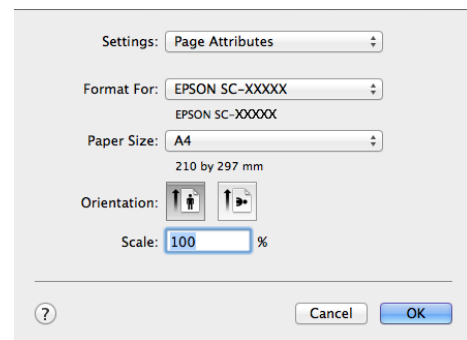 Settings: Page Attributes
Format For: EPSON SC-XXXXX
EPSON SC-XXXXX
Paper Size: A4
210 by 297 mm
Orientation:
Scale: 100 %
? Cancel OK